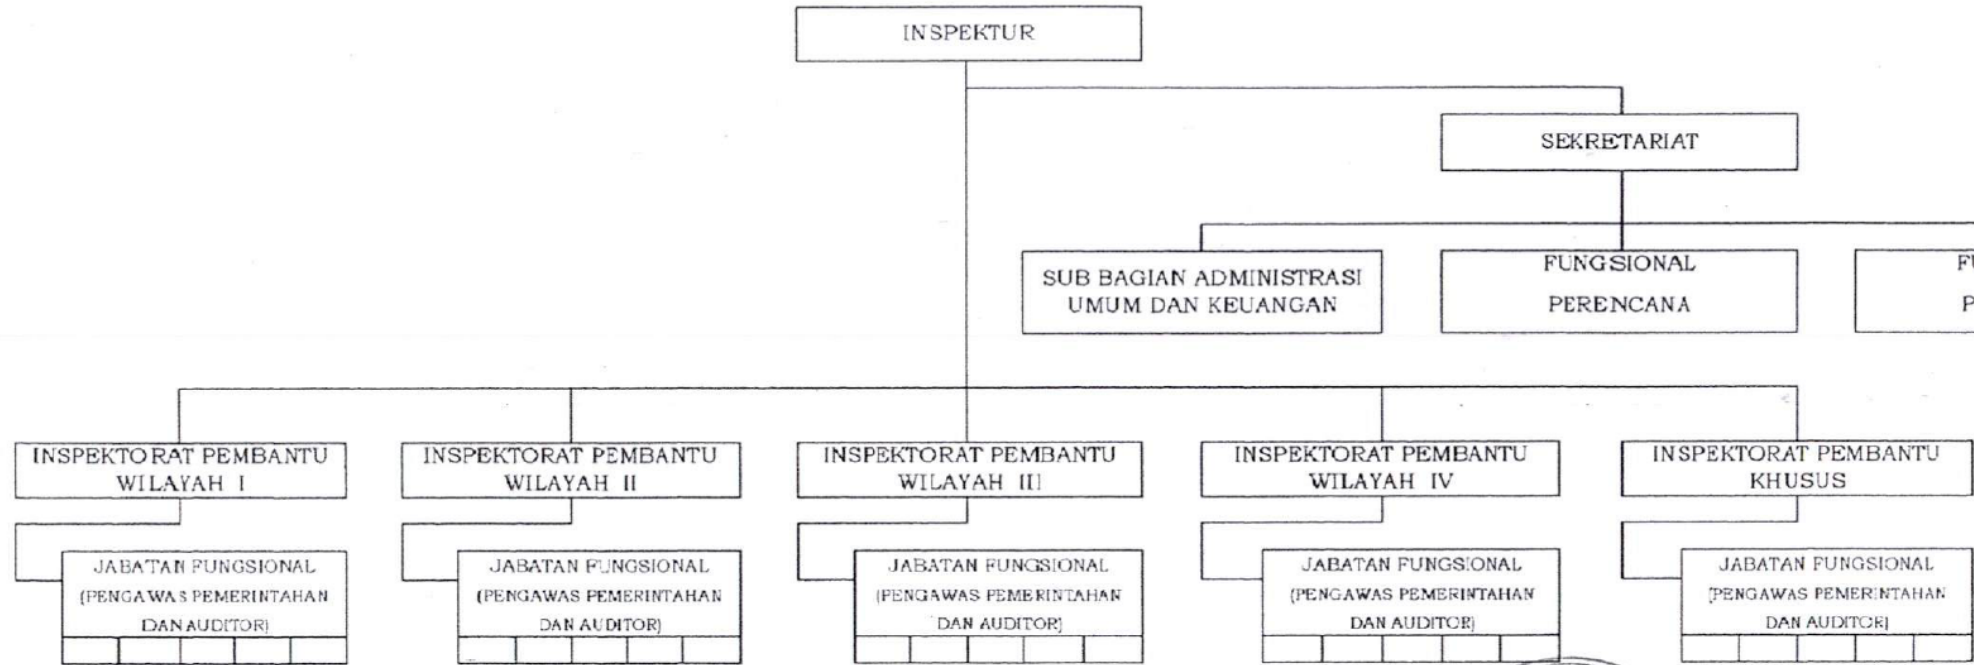 INSPEKTUR
SEKRETARIAT
SUB BAGIAN ADMINISTRASI
UMUM DAN KEUANGAN
FUNGSIONAL
PERENCANA
INSPEKTORAT PEMBANTU
WILAYAH I
INSPEKTORAT PEMBANTU
WILAYAH II
INSPEKTORAT PEMBANTU
WILAYAH III
INSPEKTORAT PEMBANTU
WILAYAH IV
INSPEKTORAT PEMBANTU
KHUSUS
JABATAN FUNGSIONAL
(PENGAWAS PEMERINTAHAN
DAN AUDITOR)
JABATAN FUNGSIONAL
(PENGAWAS PEMERINTAHAN
DAN AUDITOR)
JABATAN FUNGSIONAL
(PENGAWAS PEMERINTAHAN
DAN AUDITOR)
JABATAN FUNGSIONAL
(PENGAWAS PEMERINTAHAN
DAN AUDITOR)
JABATAN FUNGSIONAL
(PENGAWAS PEMERINTAHAN
DAN AUDITOR)